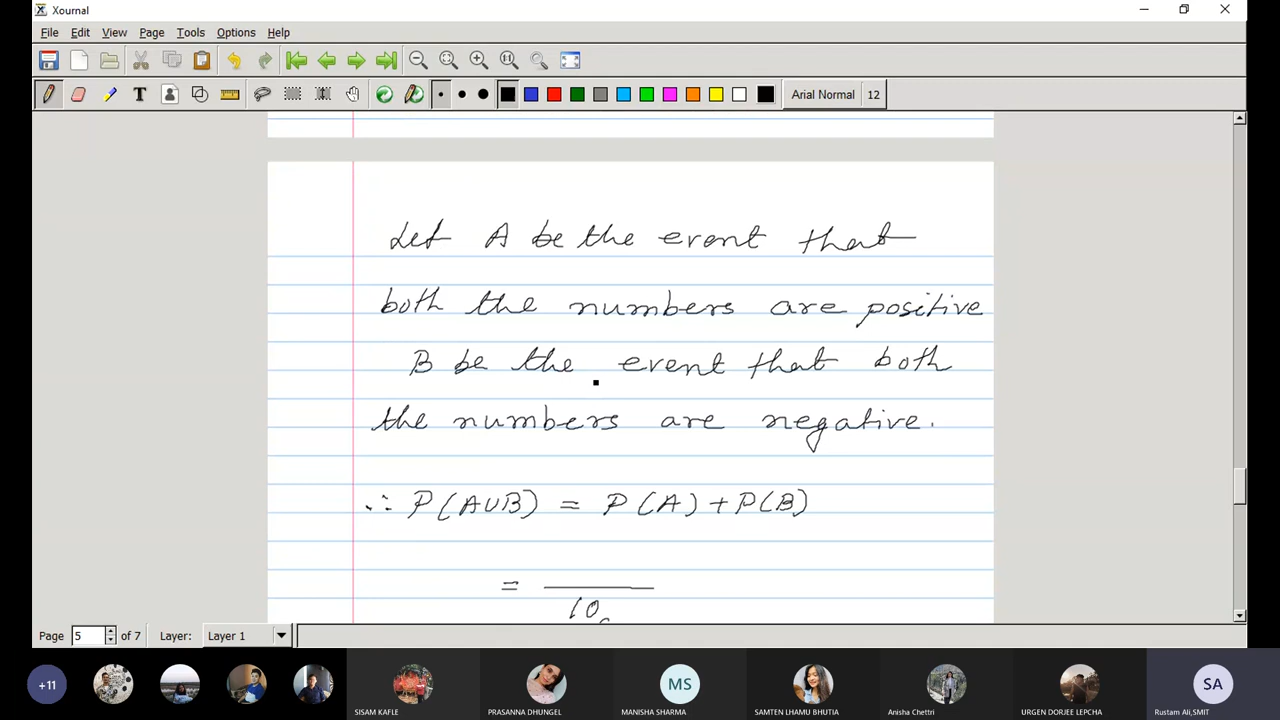 Xournal
File Edit View Page Tools Options Help
Arial Normal 12
Let A be the event that
both the numbers are positive
B be the event that both
the numbers are negative.
∴ P(AUB) = P(A) + P(B)
= ———
10c
Page 5 of 7 Layer: Layer 1
+11 MS SA
SISAM KAFLE PRASANNA DHUNGEL MANISHA SHARMA SAMTEN LHAMU BHUTIA Anisha Chettri URGEN DORJEE LEPCHA Rustam Ali,SMIT